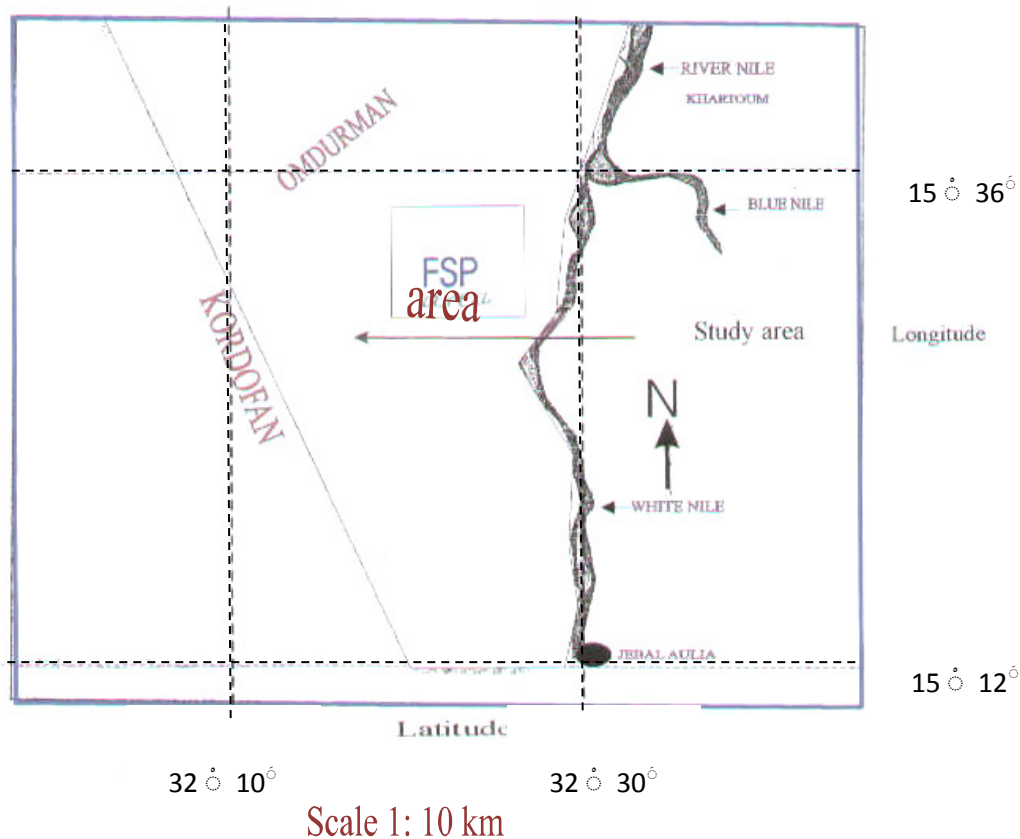 RIVER NILE
KHARTOUM
OMDURMAN
15 ° 36°
BLUE NILE
FSP
area
KORDOFAN
Study area
Longitude
N
WHITE NILE
JEBAL AULIA
15 ° 12°
Latitude
32 ° 10°
32 ° 30°
Scale 1: 10 km